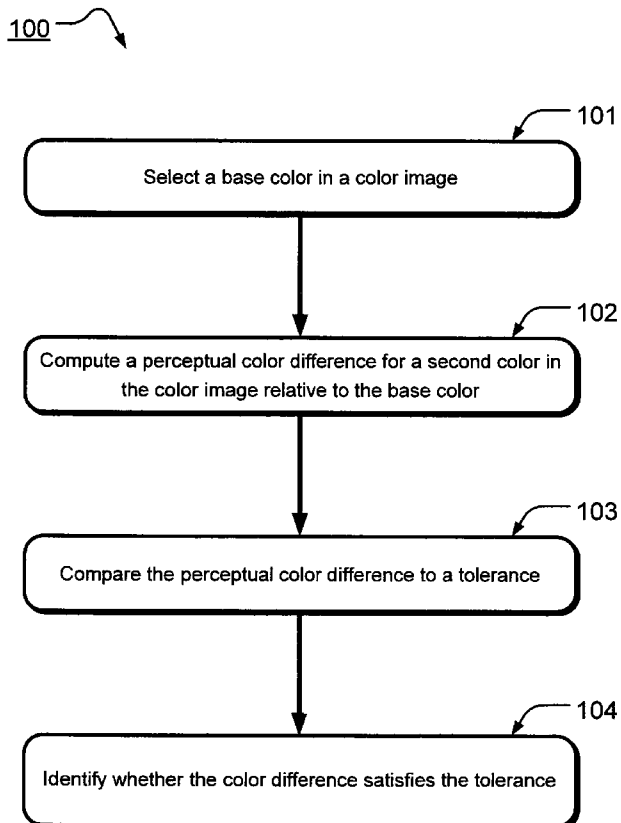 100
101
Select a base color in a color image
102
Compute a perceptual color difference for a second color in
the color image relative to the base color
103
Compare the perceptual color difference to a tolerance
104
Identify whether the color difference satisfies the tolerance